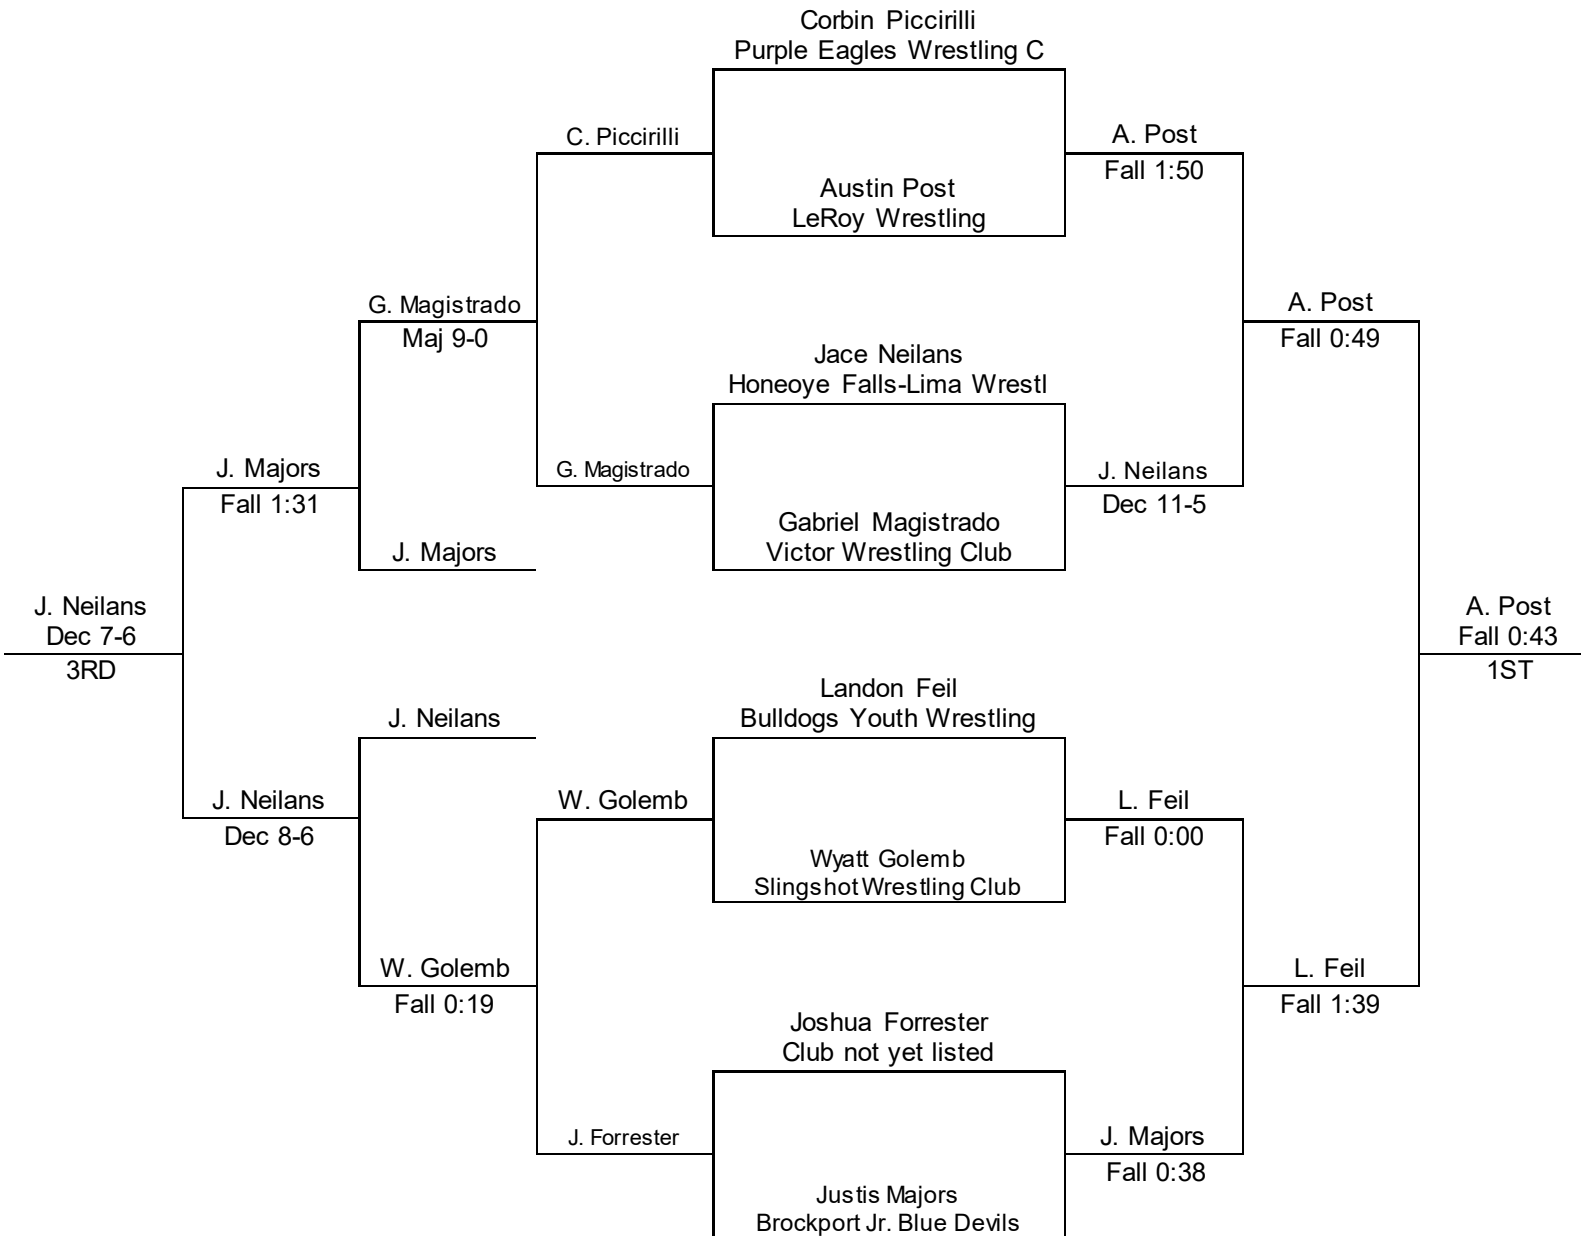 Corbin Piccirilli
Purple Eagles Wrestling C
C. Piccirilli
A. Post
Fall 1:50
Austin Post
LeRoy Wrestling
G. Magistrado
Maj 9-0
A. Post
Fall 0:49
Jace Neilans
Honeoye Falls-Lima Wrestl
J. Majors
Fall 1:31
G. Magistrado
J. Neilans
Dec 11-5
Gabriel Magistrado
Victor Wrestling Club
J. Majors
J. Neilans
Dec 7-6
3RD
A. Post
Fall 0:43
1ST
Landon Feil
Bulldogs Youth Wrestling
J. Neilans
J. Neilans
Dec 8-6
W. Golemb
L. Feil
Fall 0:00
Wyatt Golemb
Slingshot Wrestling Club
W. Golemb
Fall 0:19
L. Feil
Fall 1:39
Joshua Forrester
Club not yet listed
J. Forrester
J. Majors
Fall 0:38
Justis Majors
Brockport Jr. Blue Devils